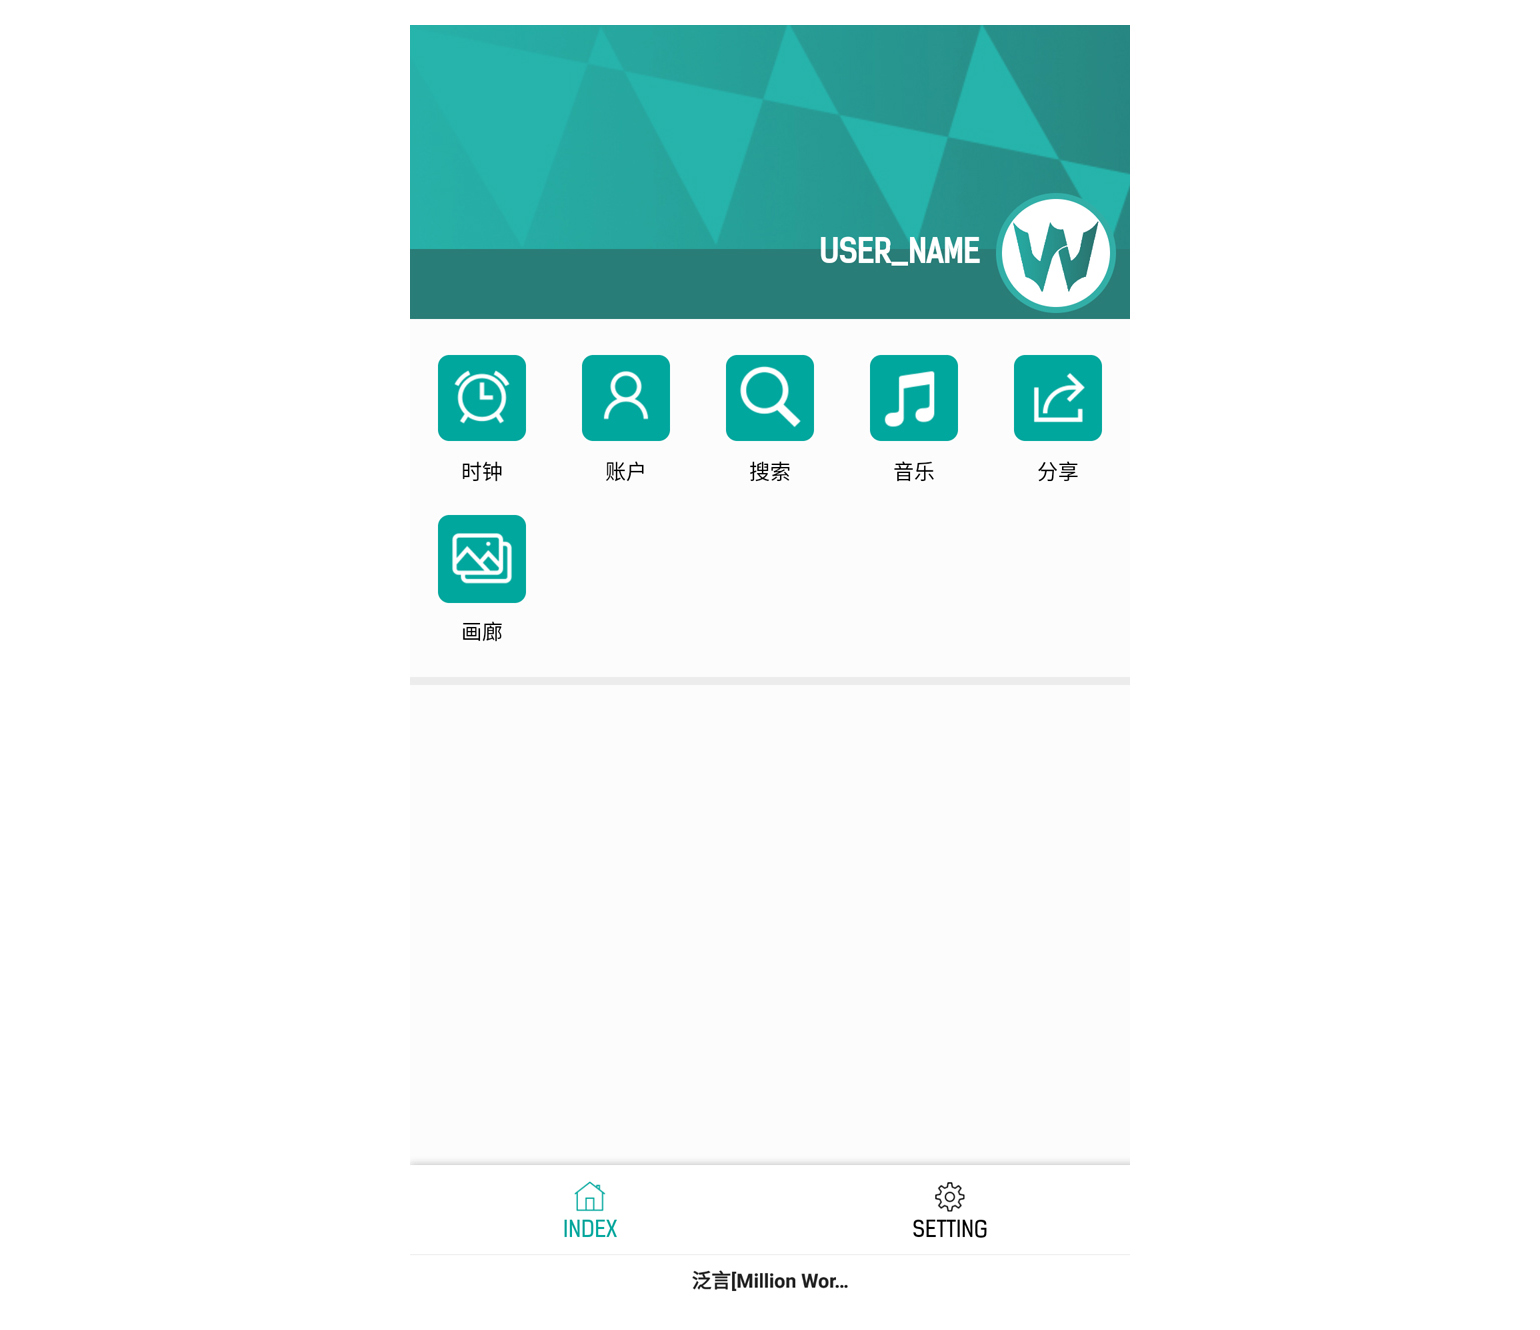 USER_NAME
时钟
账户
搜索
音乐
分享
画廊
INDEX
SETTING
泛言[Million Wor...